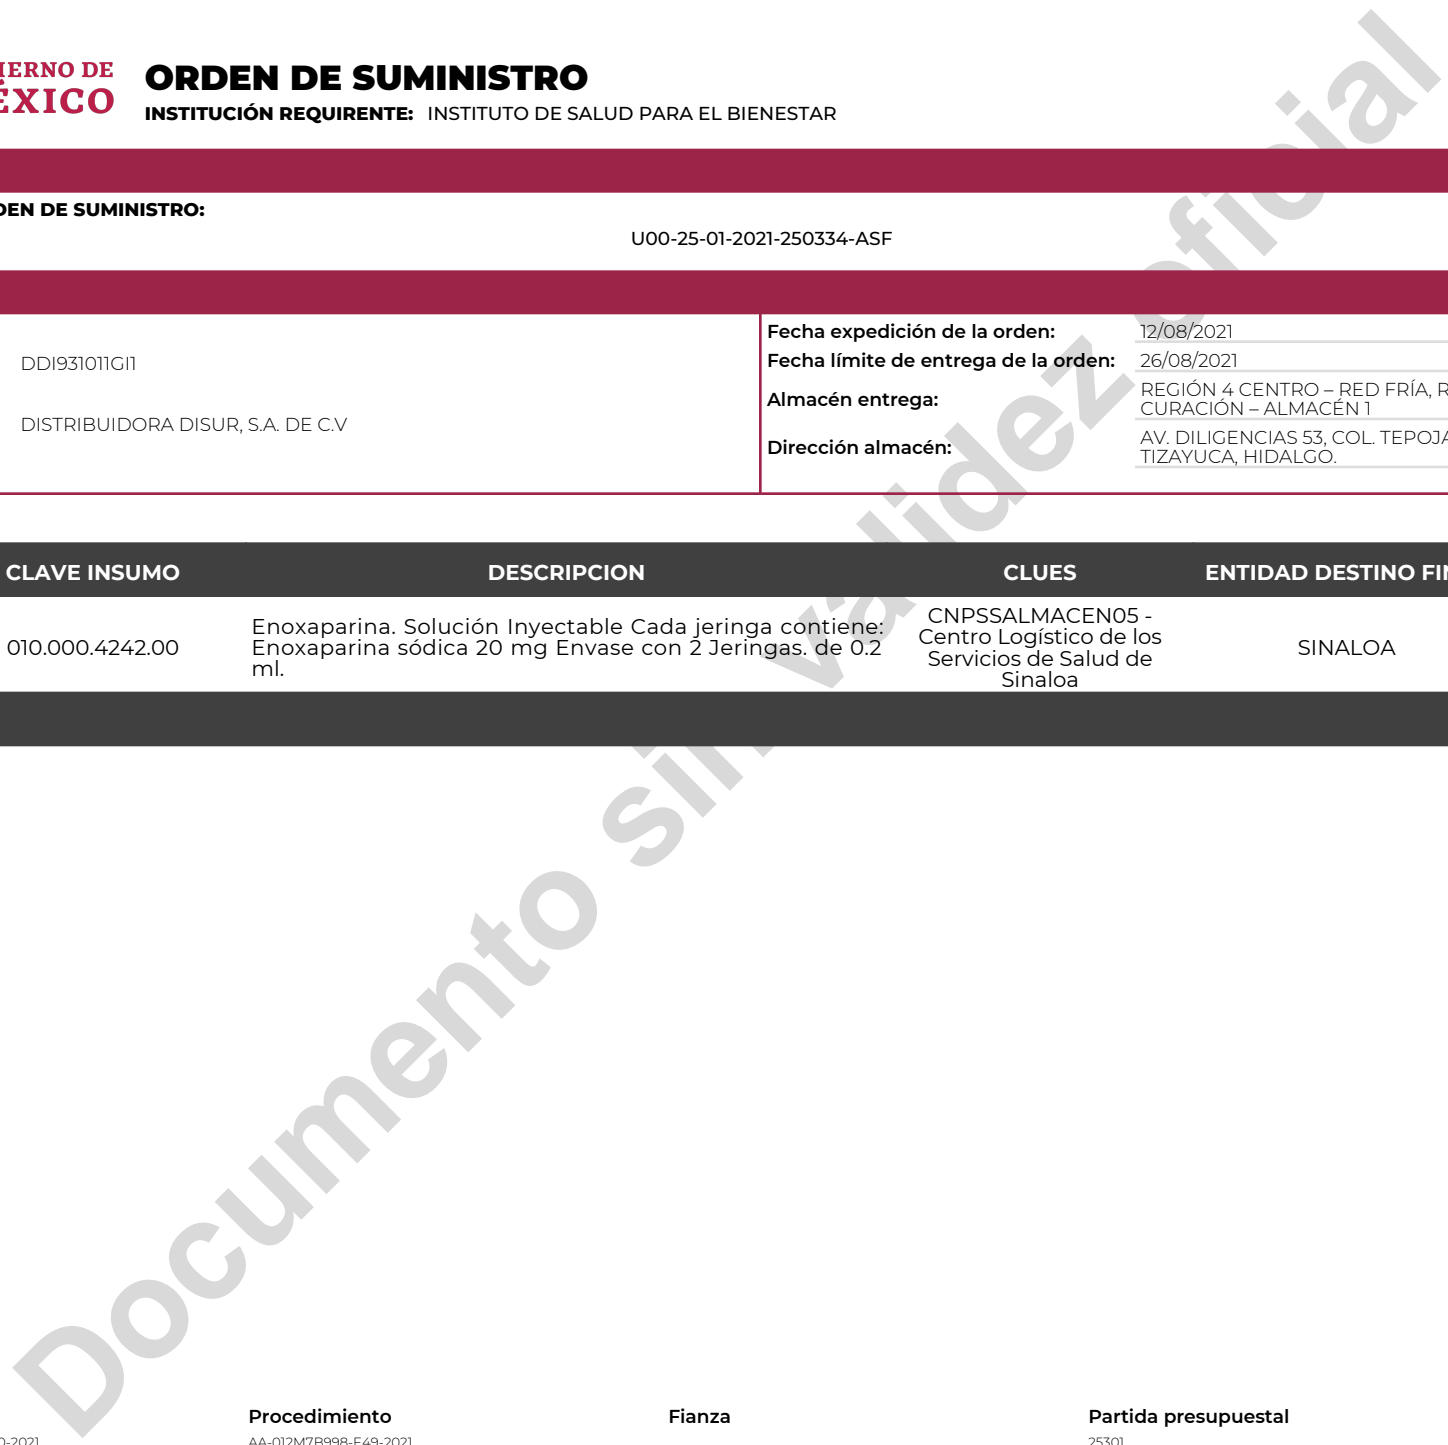 IERNO DE
ÉXICO
ORDEN DE SUMINISTRO
INSTITUCIÓN REQUIRENTE: INSTITUTO DE SALUD PARA EL BIENESTAR
DEN DE SUMINISTRO:
U00-25-01-2021-250334-ASF
DDI931011GI1
DISTRIBUIDORA DISUR, S.A. DE C.V
Fecha expedición de la orden: 12/08/2021
Fecha límite de entrega de la orden: 26/08/2021
Almacén entrega: REGIÓN 4 CENTRO – RED FRÍA, R
CURACIÓN – ALMACÉN 1
Dirección almacén: AV. DILIGENCIAS 53, COL. TEPOJA
TIZAYUCA, HIDALGO.
CLAVE INSUMO DESCRIPCION CLUES ENTIDAD DESTINO FIN
010.000.4242.00
Enoxaparina. Solución Inyectable Cada jeringa contiene:
Enoxaparina sódica 20 mg Envase con 2 Jeringas. de 0.2
ml.
CNPSSALMACEN05 -
Centro Logístico de los
Servicios de Salud de
Sinaloa
SINALOA
Documento sin validez oficial
Procedimiento Fianza Partida presupuestal
0-2021 AA-012M7B998-E49-2021 25301